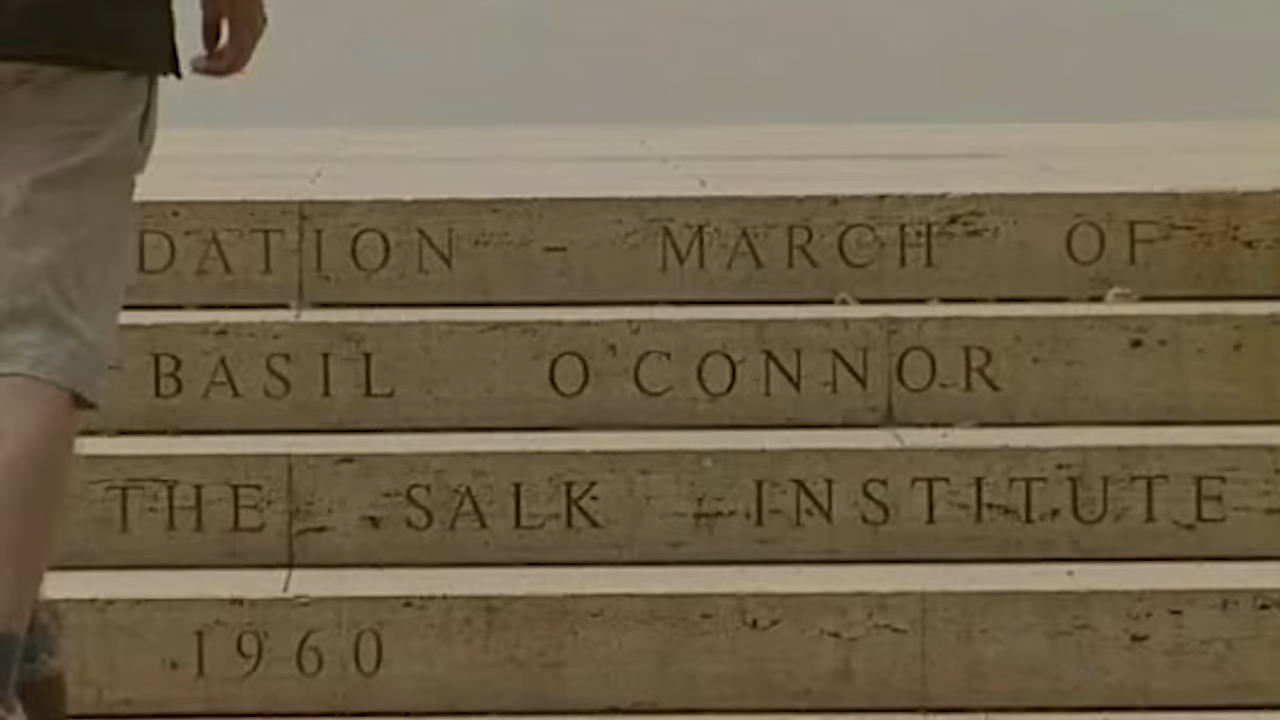 DATION - MARCH OF
BASIL O'CONNOR
THE SALK INSTITUTE
1960